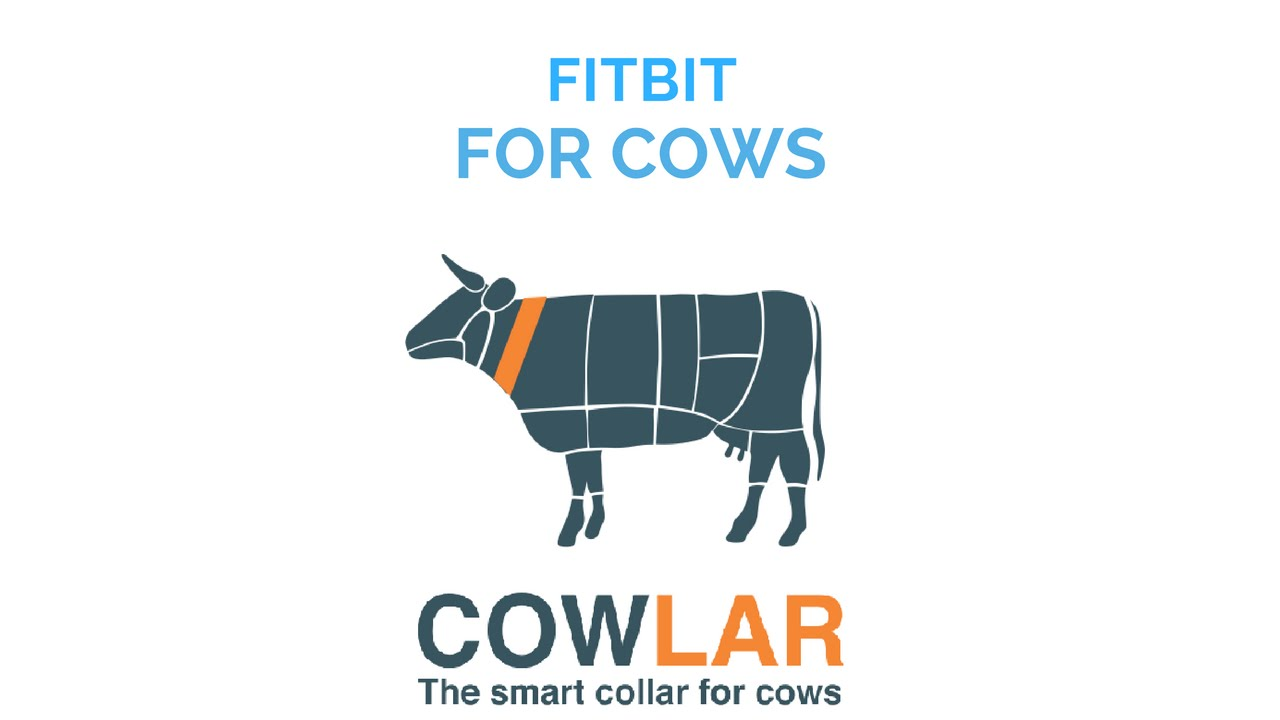 FITBIT
FOR COWS
COWLAR
The smart collar for cows